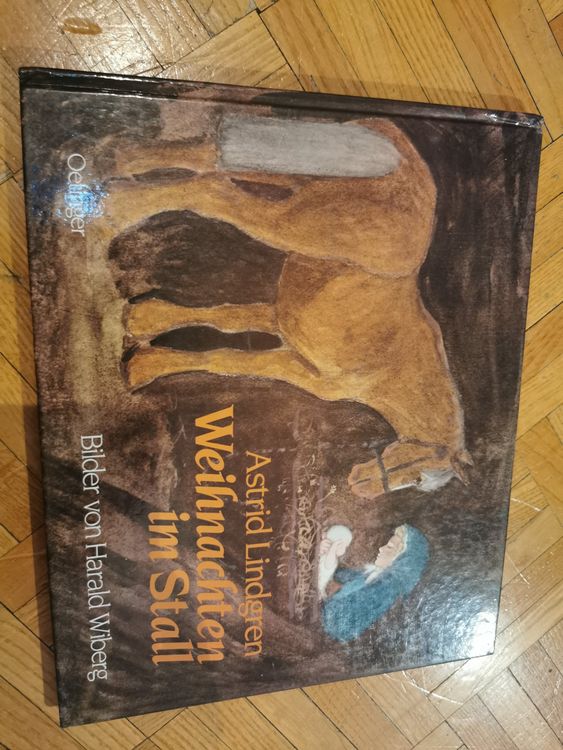 Astrid Lindgren
Weihnachten
im Stall
Bilder von Harald Wiberg
Oetinger